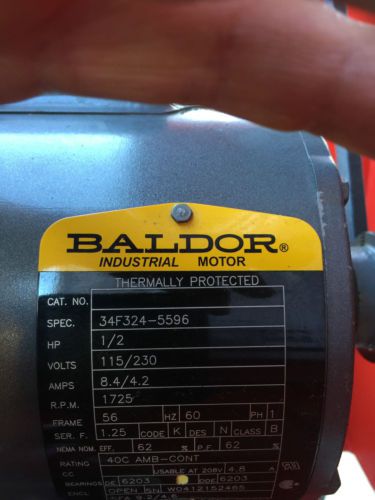 BALDOR®
INDUSTRIAL MOTOR
THERMALLY PROTECTED
CAT. NO.
SPEC. 34F324-5596
HP 1/2
VOLTS 115/230
AMPS 8.4/4.2
R.P.M. 1725
FRAME 56 HZ 60 PH 1
SER. F. 1.25 CODE K DES N CLASS B
NEMA NOM. EFF. 62 % P.F. 62 %
RATING 40C AMB-CONT
CC USABLE AT 208V 4.8 A
BEARINGS DE 6203 ODE 6203
ENCL OPEN SN W0412152465